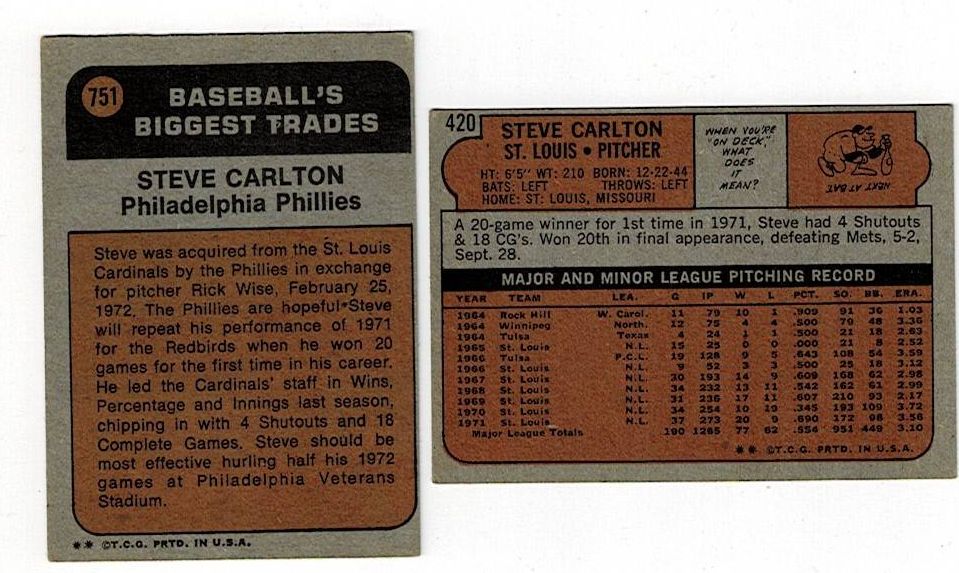 751
BASEBALL'S
BIGGEST TRADES
STEVE CARLTON
Philadelphia Phillies
Steve was acquired from the St. Louis
Cardinals by the Phillies in exchange
for pitcher Rick Wise, February 25,
1972. The Phillies are hopeful Steve
will repeat his performance of 1971
for the Redbirds when he won 20
games for the first time in his career.
He led the Cardinals' staff in Wins,
Percentage and Innings last season,
chipping in with 4 Shutouts and 18
Complete Games. Steve should be
most effective hurling half his 1972
games at Philadelphia Veterans
Stadium.
** ©T.C.G. PRTD. IN U.S.A.
420
STEVE CARLTON
ST. LOUIS • PITCHER
HT: 6'5" WT: 210 BORN: 12-22-44
BATS: LEFT THROWS: LEFT
HOME: ST: LOUIS, MISSOURI
WHEN YOU'RE
"ON DECK,"
WHAT
DOES
IT
MEAN?
NEXT AT BAT
A 20-game winner for 1st time in 1971, Steve had 4 Shutouts
& 18 CG's. Won 20th in final appearance, defeating Mets, 5-2,
Sept. 28.
MAJOR AND MINOR LEAGUE PITCHING RECORD
YEAR TEAM LEA. G IP W L PCT. SO. BB. ERA.
1964 Rock Hill W. Carol. 11 79 10 1 .909 91 36 1.03
1964 Winnipeg North. 12 75 4 4 .500 79 48 3.36
1964 Tulsa Texas 4 24 1 1 .500 21 18 2.63
1965 St. Louis N.L. 15 25 0 0 .000 21 8 2.52
1966 Tulsa P.C.L. 19 128 9 5 .643 108 54 3.59
1966 St. Louis N.L. 9 52 3 3 .500 25 18 3.12
1967 St. Louis N.L. 30 193 14 9 .609 168 62 2.98
1968 St. Louis N.L. 34 232 13 11 .542 162 61 2.99
1969 St. Louis N.L. 31 236 17 11 .607 210 93 2.17
1970 St. Louis N.L. 34 254 10 19 .345 193 109 3.72
1971 St. Louis N.L. 37 273 20 9 .690 172 98 3.56
Major League Totals 190 1265 77 62 .554 951 449 3.10
** ©T.C.G. PRTD. IN U.S.A.